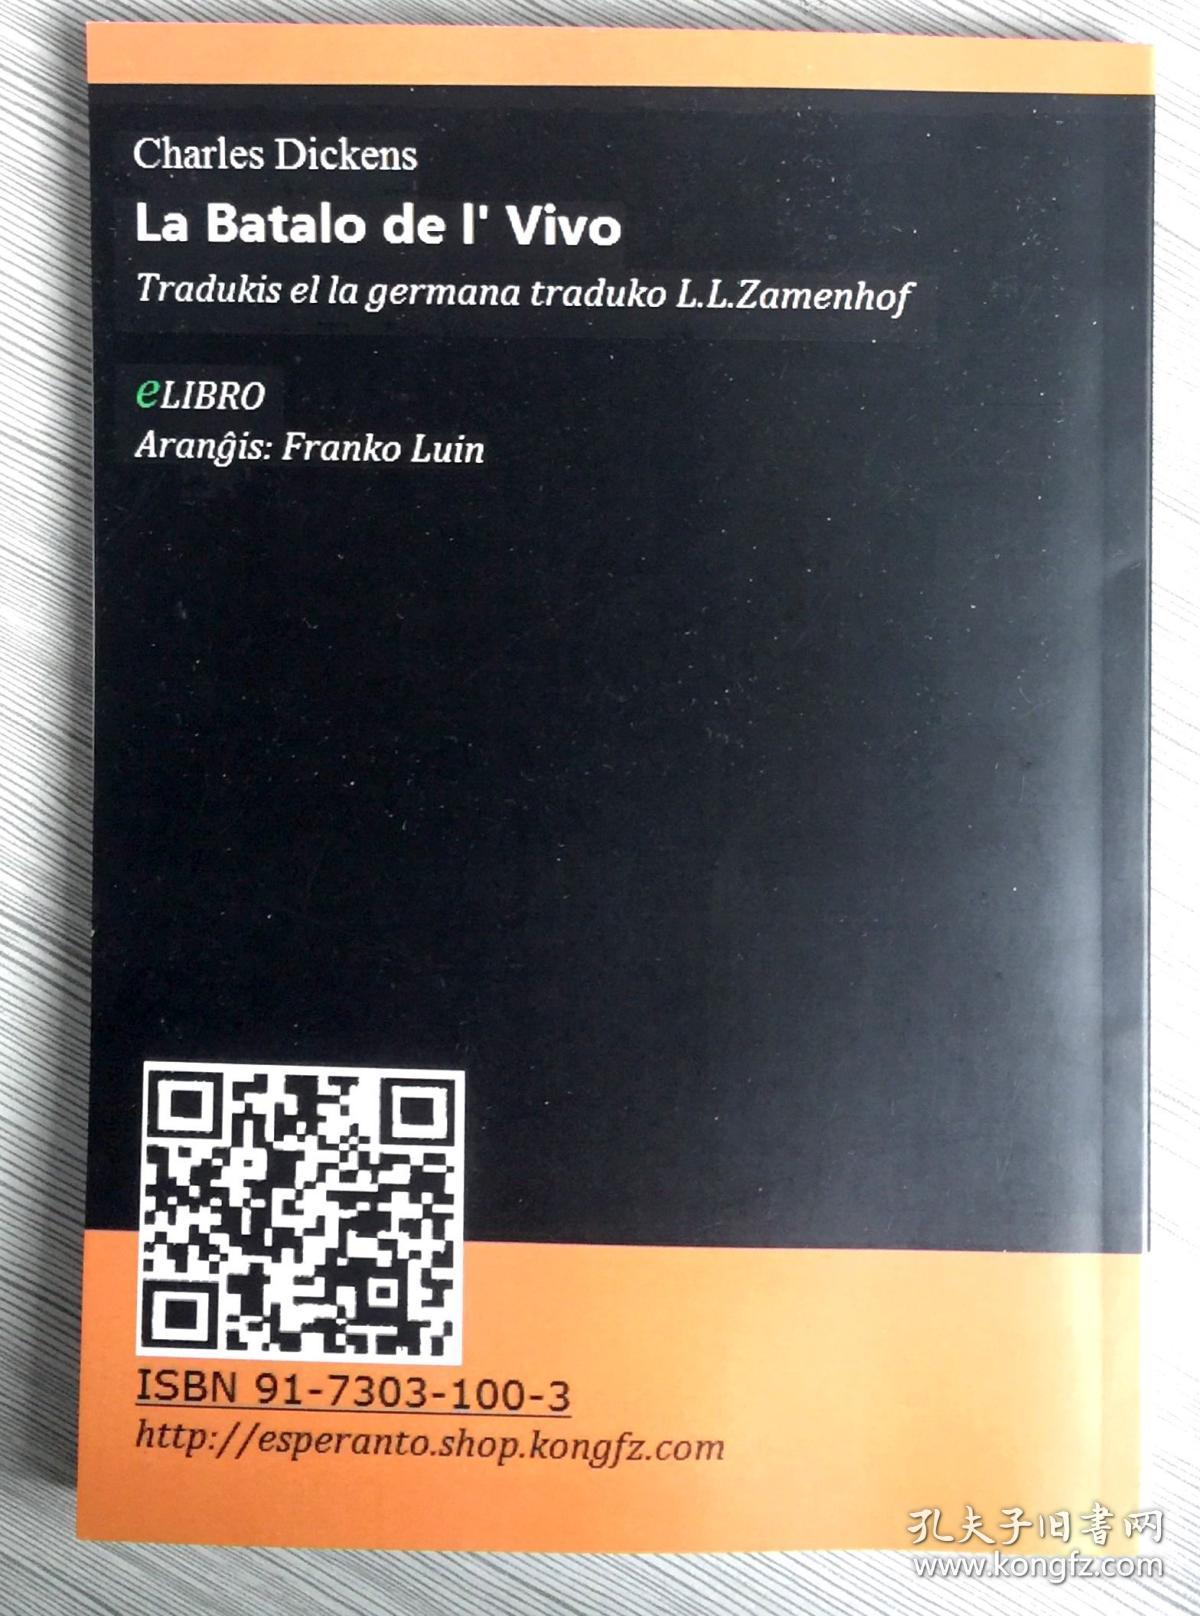 Charles Dickens
La Batalo de l' Vivo
Tradukis el la germana traduko L.L.Zamenhof
eLIBRO
Aranĝis: Franko Luin
ISBN 91-7303-100-3
http://esperanto.shop.kongfz.com
孔夫子旧书网
www.kongfz.com